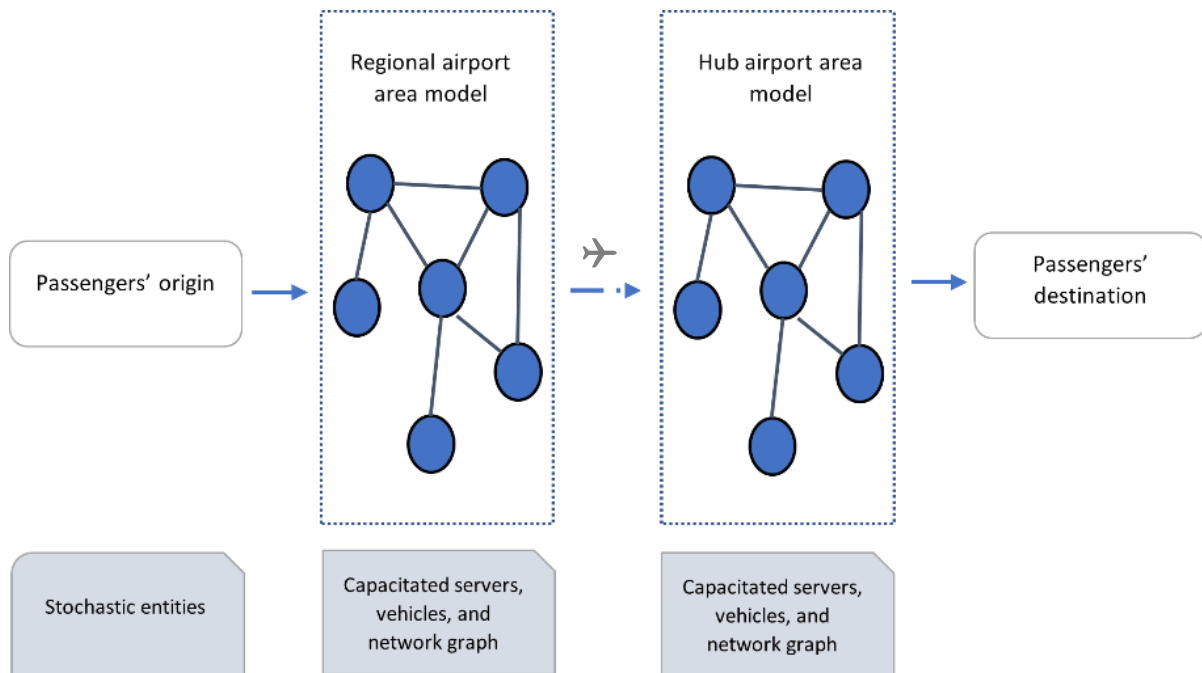 Regional airport
area model
Hub airport area
model
Passengers’ origin
Passengers’
destination
Stochastic entities
Capacitated servers,
vehicles, and
network graph
Capacitated servers,
vehicles, and
network graph